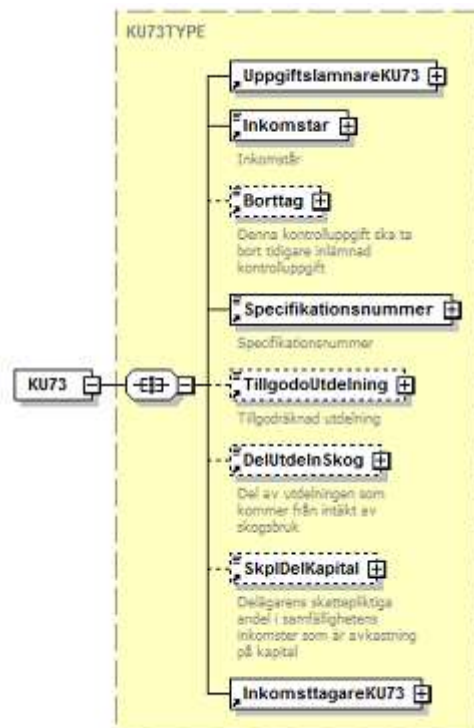 KU73TYPE
UppgiftslamnareKU73
Inkomstar
Inkomstår
Borttag
Denna kontrolluppgift ska ta
bort tidigare inlämnad
kontrolluppgift
Specifikationsnummer
Specifikationsnummer
KU73
TillgodoUtdelning
Tillgodräknad utdelning
DelUtdelnSkog
Del av utdelningen som
kommer från intäkt av
skogsbruk
SkplDelKapital
Delägarens skattepliktiga
andel i samfällighetens
inkomster som är avkastning
på kapital
InkomsttagareKU73